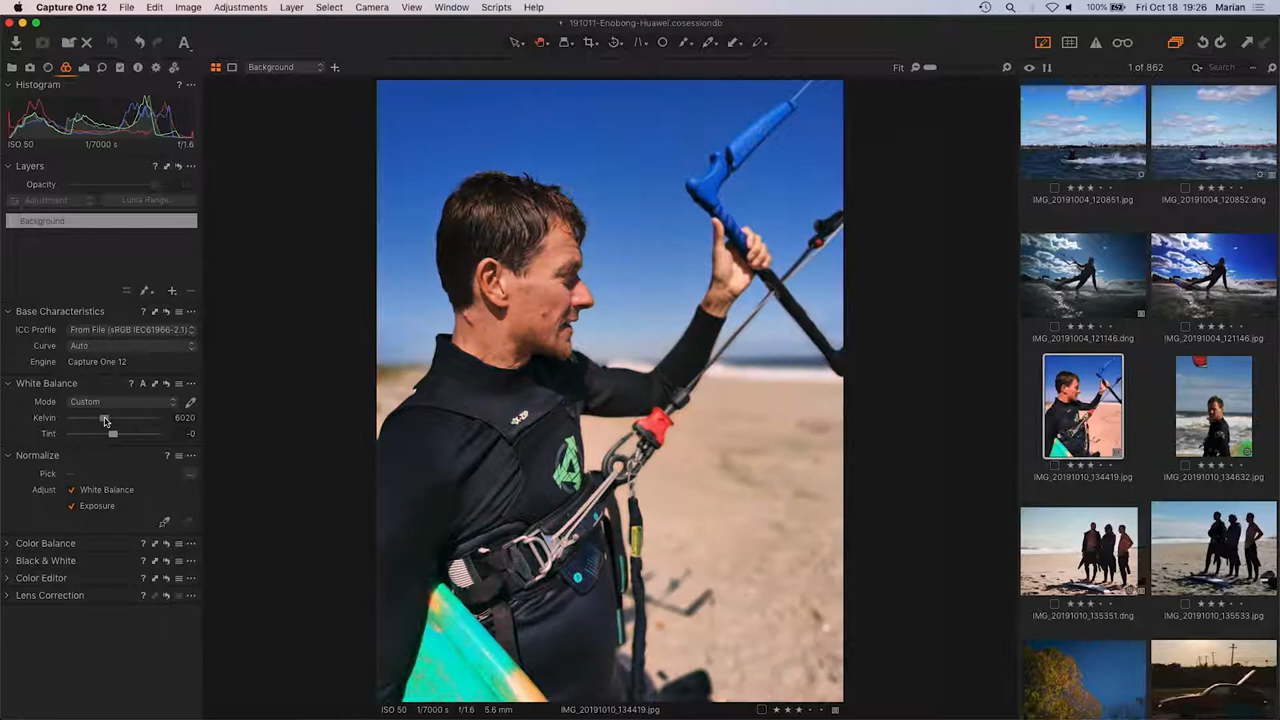 Capture One 12 File Edit Image Adjustments Layer Select Camera View Window Scripts Help 100% Fri Oct 18 19:26 Marian
191011-Enobong-Huawei.cosessiondb
Background Fit 1 of 862 Search
Histogram
ISO 50 1/7000 s f/1.6
Layers
Opacity
Adjustment Luma Range...
Background
Base Characteristics
ICC Profile From File (sRGB IEC61966-2.1)
Curve Auto
Engine Capture One 12
White Balance
Mode Custom
Kelvin 6020
Tint -0
Normalize
Pick --
Adjust White Balance
Exposure
Color Balance
Black & White
Color Editor
Lens Correction
ISO 50 1/7000 s f/1.6 5.6 mm IMG_20191010_134419.jpg
IMG_20191004_120851.jpg IMG_20191004_120852.dng
IMG_20191004_121146.dng IMG_20191004_121146.jpg
IMG_20191010_134419.jpg IMG_20191010_134632.jpg
IMG_20191010_135351.dng IMG_20191010_135533.jpg